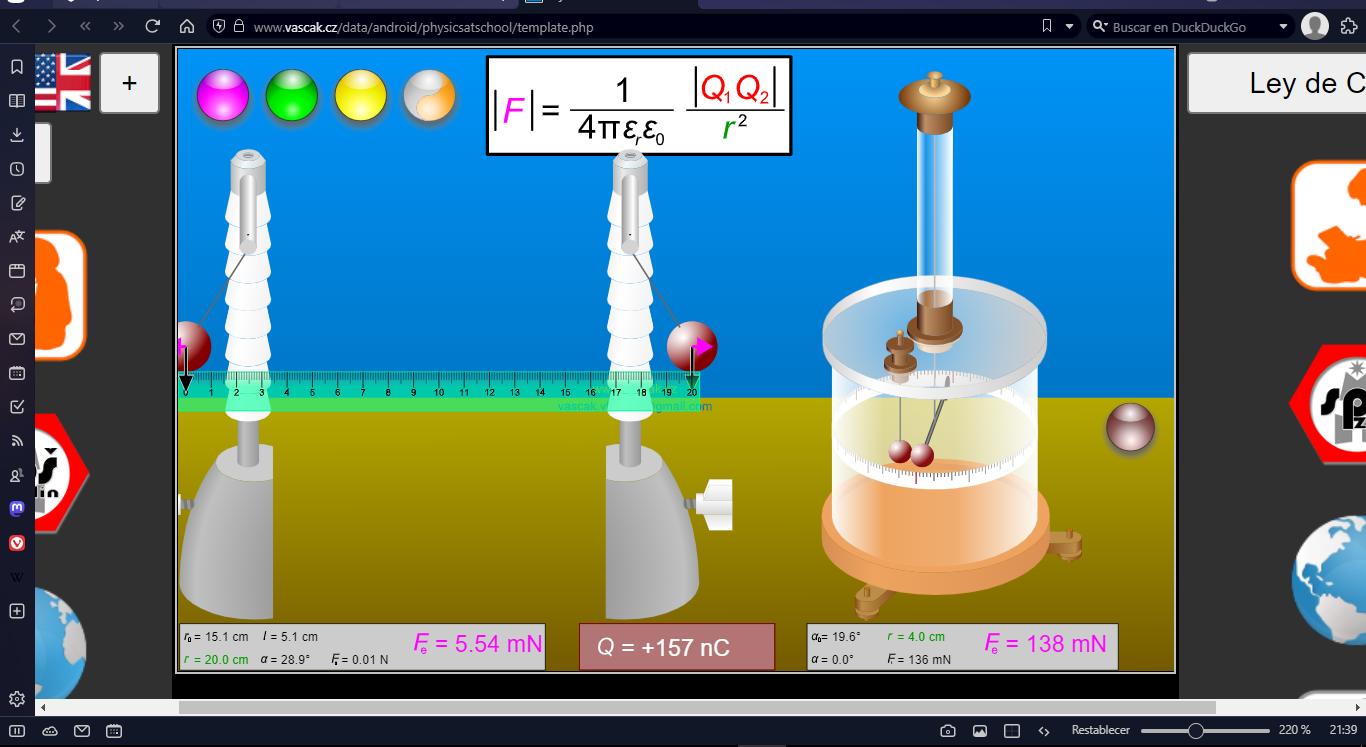 www.vascak.cz/data/android/physicsatschool/template.php
Buscar en DuckDuckGo
+
Ley de C
|F| = 1 / 4πεᵣε₀ |Q₁Q₂| / r²
0 1 2 3 4 5 6 7 8 9 10 11 12 13 14 15 16 17 18 19 20
r₀ = 15.1 cm l = 5.1 cm
r = 20.0 cm α = 28.9° F = 0.01 N
Fₑ = 5.54 mN
Q = +157 nC
α₀= 19.6° r = 4.0 cm
α = 0.0° F = 136 mN
Fₑ = 138 mN
Restablecer
220 %
21:39